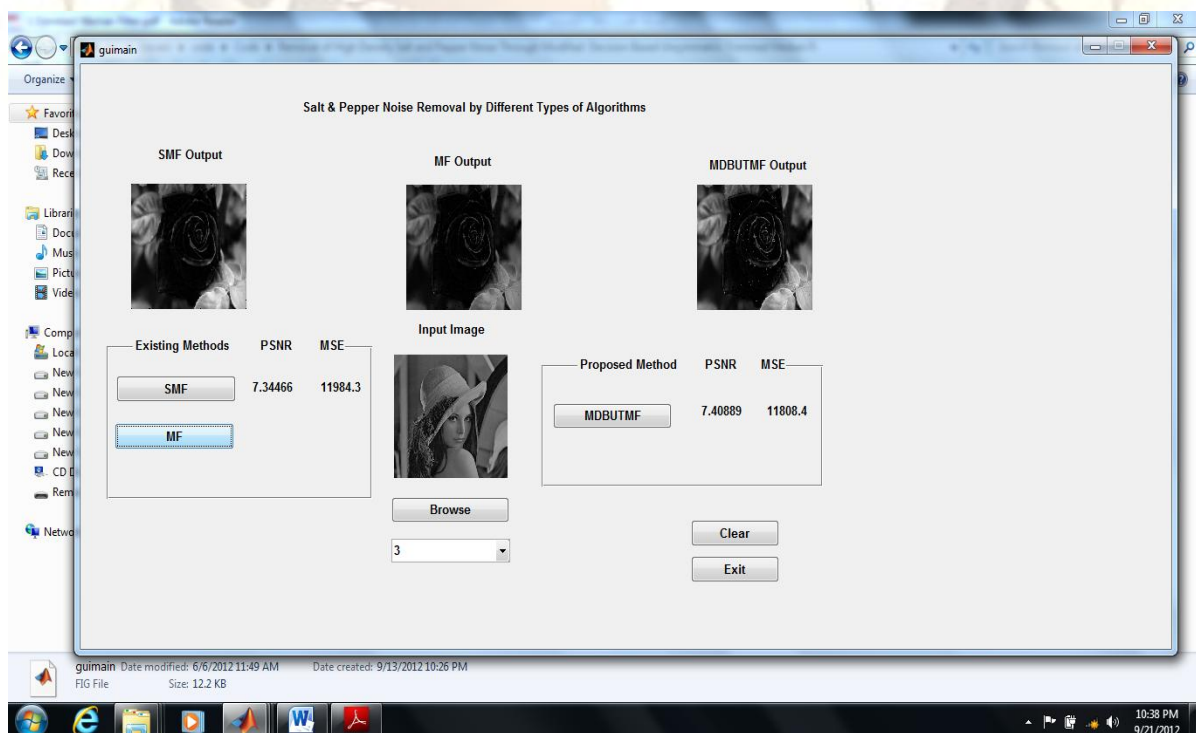 guimain
Organize
Favorit
Desk
Dow
Rece
Librari
Docu
Mus
Pictu
Vide
Comp
Loca
New
New
New
New
New
CD D
Rem
Netwo
Salt & Pepper Noise Removal by Different Types of Algorithms
SMF Output
MF Output
MDBUTMF Output
Input Image
Existing Methods PSNR MSE
SMF 7.34466 11984.3
MF
Proposed Method PSNR MSE
MDBUTMF 7.40889 11808.4
Browse
3
Clear
Exit
guimain Date modified: 6/6/2012 11:49 AM Date created: 9/13/2012 10:26 PM
FIG File Size: 12.2 KB
10:38 PM
9/21/2012